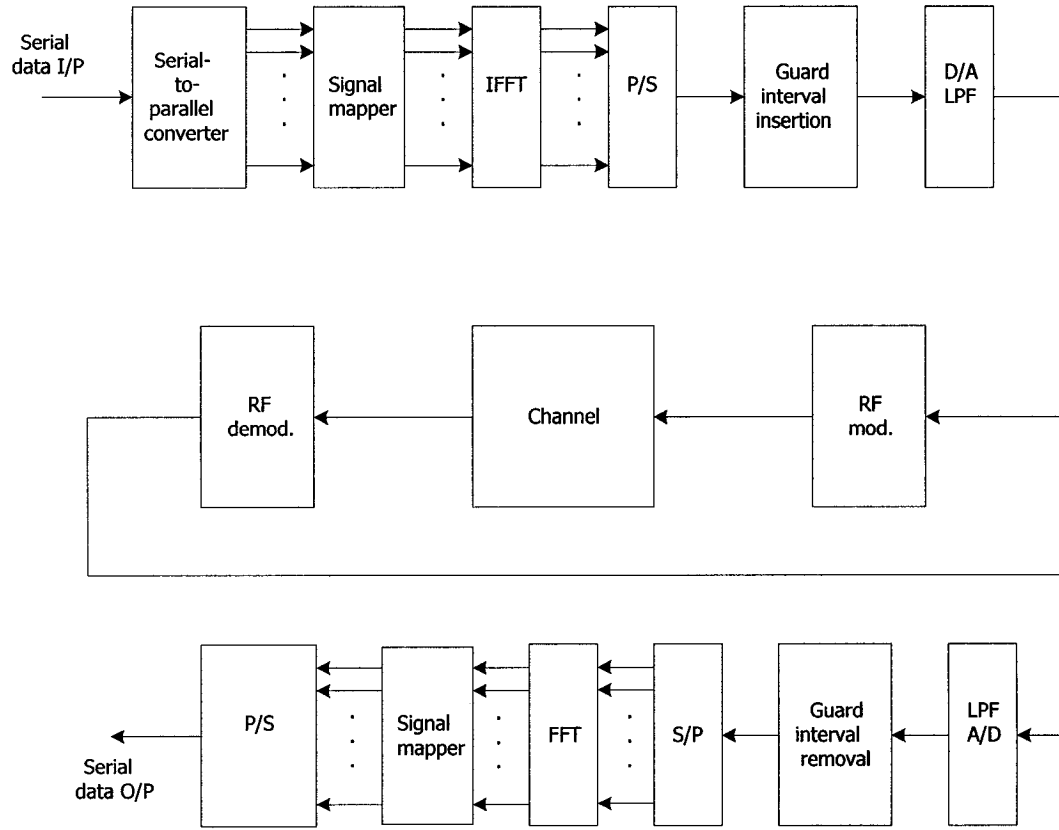 Serial
data I/P
Serial-
to-
parallel
converter
Signal
mapper
IFFT
P/S
Guard
interval
insertion
D/A
LPF
RF
demod.
Channel
RF
mod.
P/S
Signal
mapper
FFT
S/P
Guard
interval
removal
LPF
A/D
Serial
data O/P